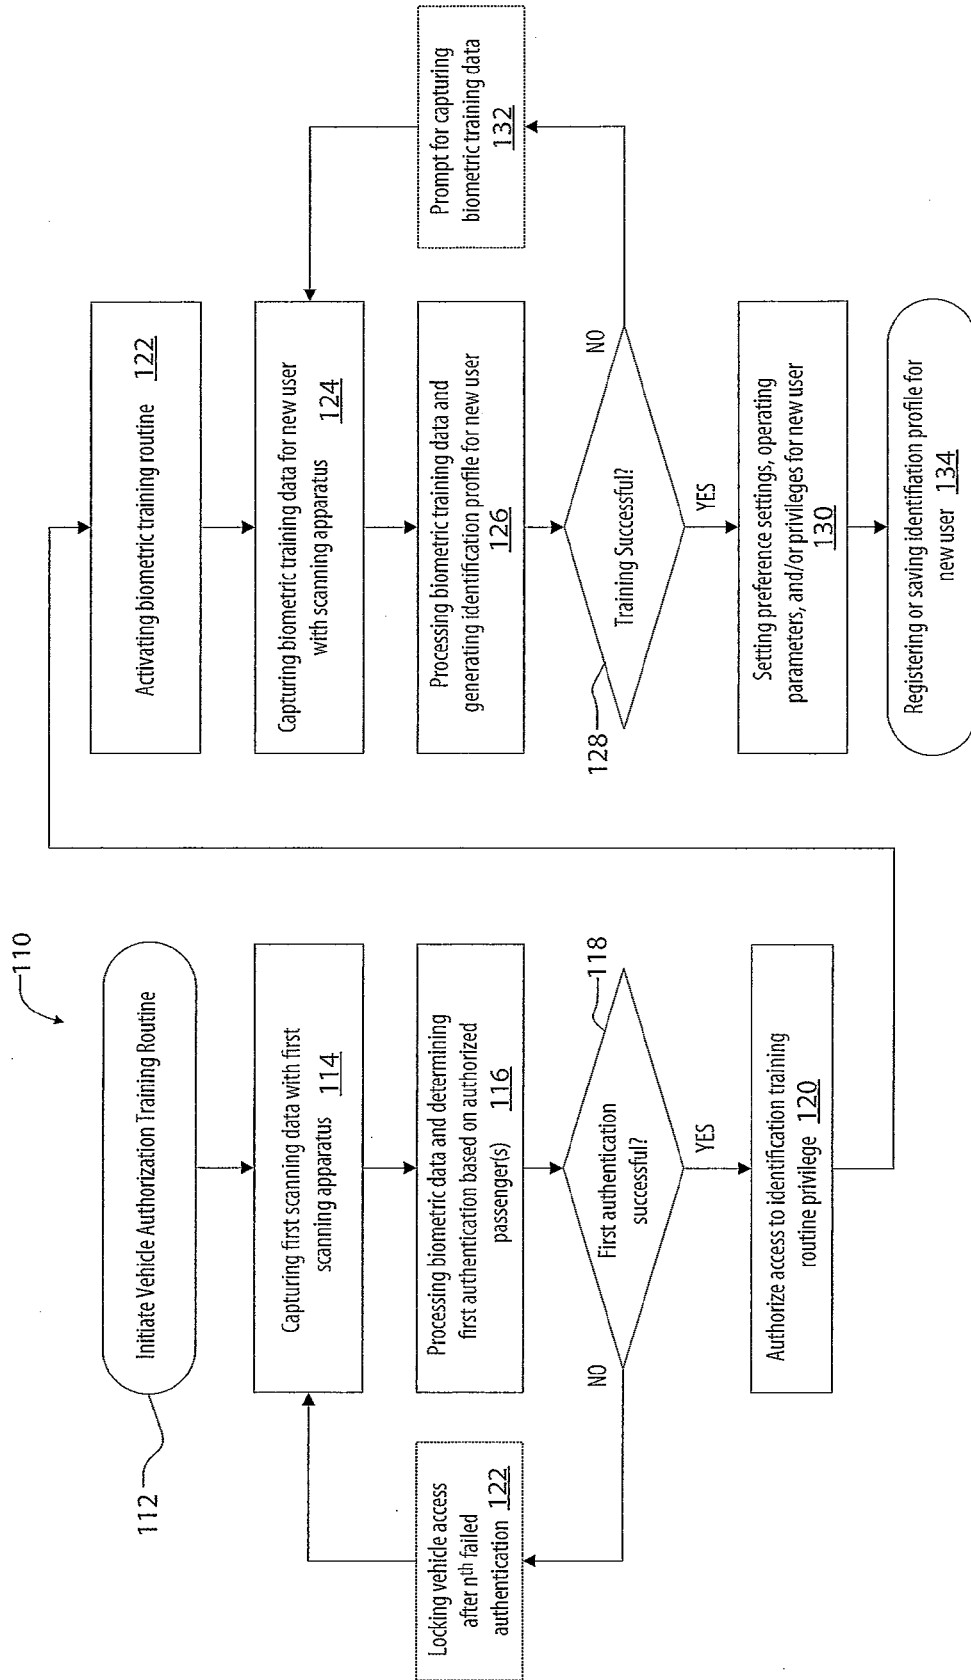 110
112
Initiate Vehicle Authorization Training Routine
Capturing first scanning data with first
scanning apparatus 114
Processing biometric data and determining
first authentication based on authorized
passenger(s) 116
118
First authentication
successful?
NO
YES
Locking vehicle access
after nth failed
authentication 122
Authorize access to identification training
routine privilege 120
Activating biometric training routine 122
Capturing biometric training data for new user
with scanning apparatus 124
Processing biometric training data and
generating identification profile for new user
126
128
Training Successful?
NO
YES
Prompt for capturing
biometric training data
132
Setting preference settings, operating
parameters, and/or privileges for new user
130
Registering or saving identifiation profile for
new user 134